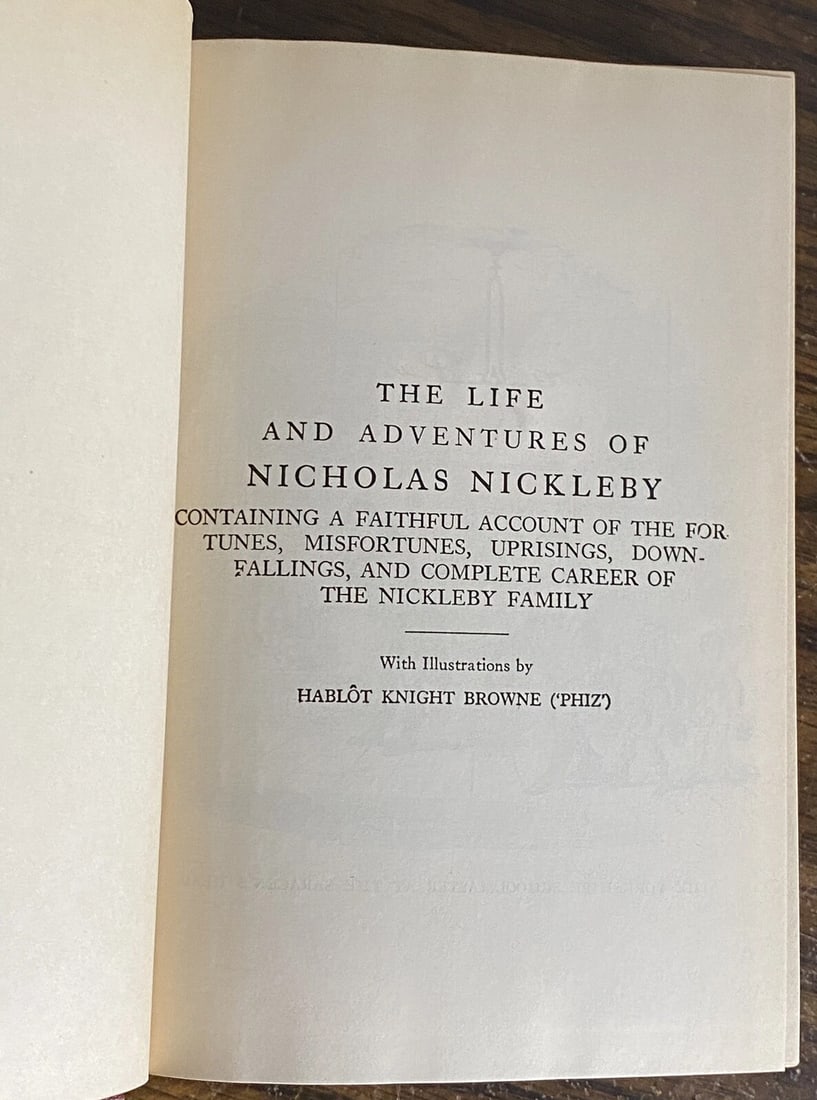 THE LIFE
AND ADVENTURES OF
NICHOLAS NICKLEBY
CONTAINING A FAITHFUL ACCOUNT OF THE FOR-
TUNES, MISFORTUNES, UPRISINGS, DOWN-
FALLINGS, AND COMPLETE CAREER OF
THE NICKLEBY FAMILY
With Illustrations by
HABLÔT KNIGHT BROWNE (‘PHIZ’)